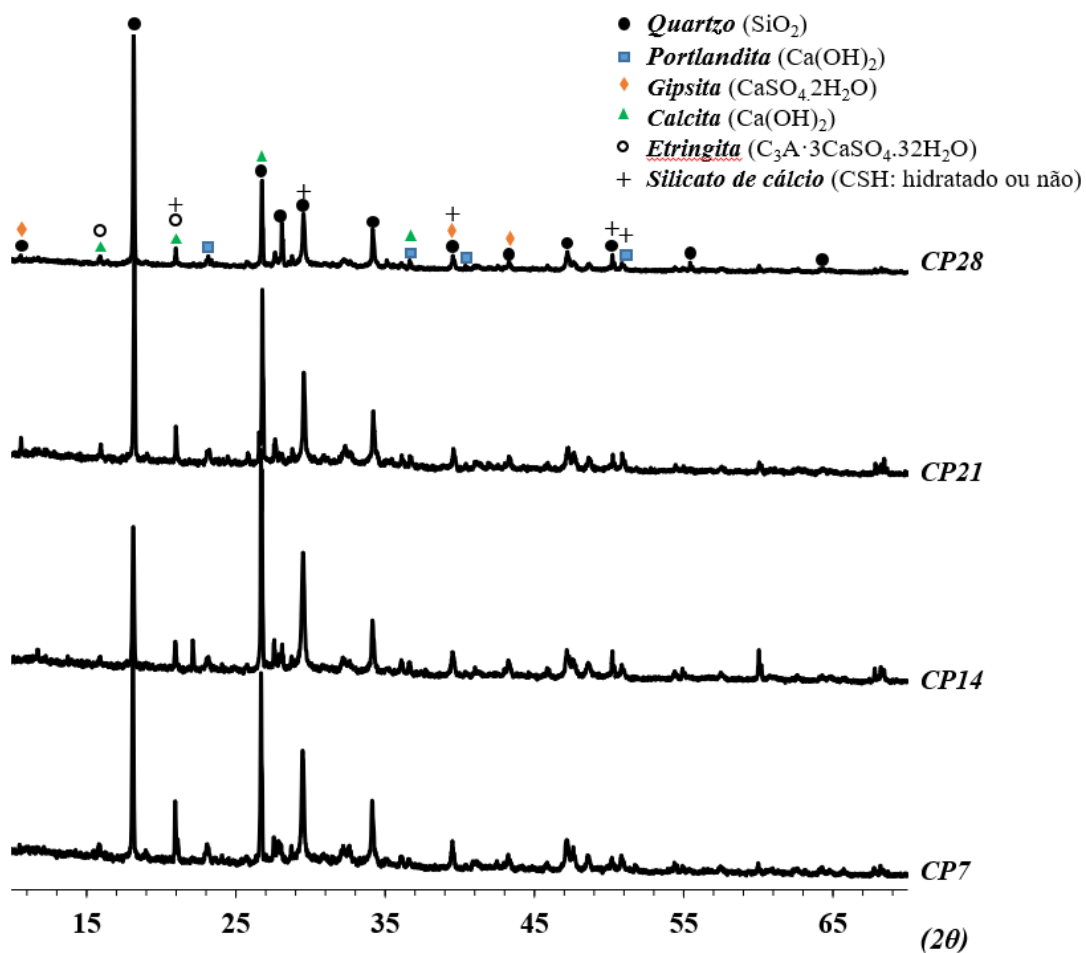 Quartzo (SiO2)
Portlandita (Ca(OH)2)
Gipsita (CaSO4.2H2O)
Calcita (Ca(OH)2)
Etringita (C3A·3CaSO4.32H2O)
Silicato de cálcio (CSH: hidratado ou não)
CP28
CP21
CP14
CP7
15 25 35 45 55 65 (2θ)